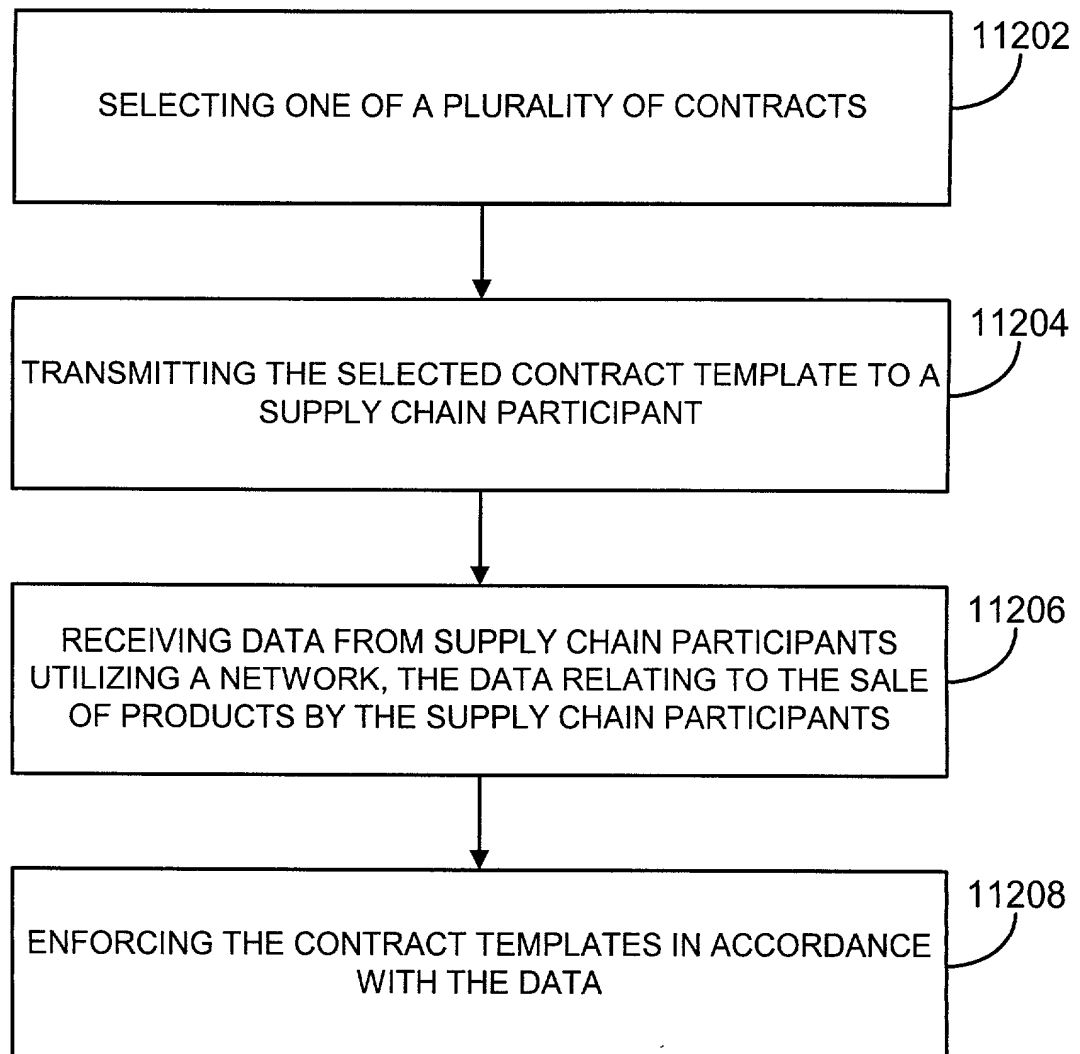 11202
SELECTING ONE OF A PLURALITY OF CONTRACTS
11204
TRANSMITTING THE SELECTED CONTRACT TEMPLATE TO A
SUPPLY CHAIN PARTICIPANT
11206
RECEIVING DATA FROM SUPPLY CHAIN PARTICIPANTS
UTILIZING A NETWORK, THE DATA RELATING TO THE SALE
OF PRODUCTS BY THE SUPPLY CHAIN PARTICIPANTS
11208
ENFORCING THE CONTRACT TEMPLATES IN ACCORDANCE
WITH THE DATA